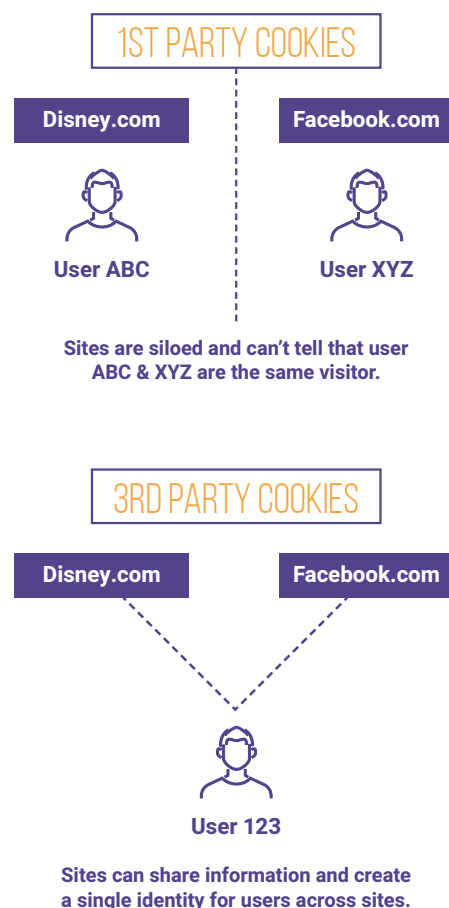 1ST PARTY COOKIES
Disney.com
Facebook.com
User ABC
User XYZ
Sites are siloed and can’t tell that user
ABC & XYZ are the same visitor.
3RD PARTY COOKIES
Disney.com
Facebook.com
User 123
Sites can share information and create
a single identity for users across sites.